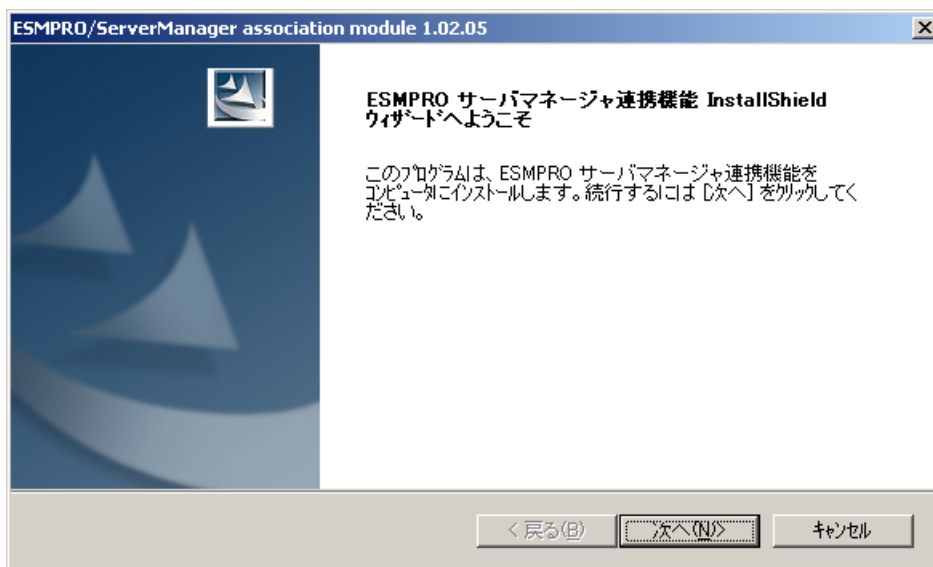 ESMPRO/ServerManager association module 1.02.05
ESMPRO サーバマネージャ連携機能 InstallShield
ウィザードへようこそ
このプログラムは、ESMPRO サーバマネージャ連携機能を
コンピュータにインストールします。続行するには [次へ] をクリックしてく
ださい。
< 戻る(B) 次へ(N)> キャンセル